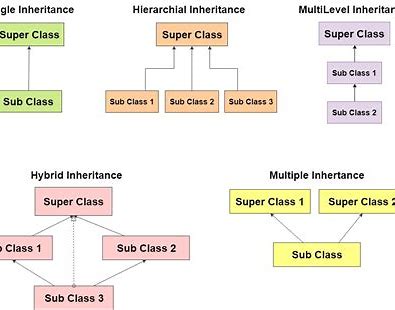 gle Inheritance
Hierarchial Inheritance
MultiLevel Inheritan
Super Class
Super Class
Super Class
Sub Class 1
Sub Class
Sub Class 1
Sub Class 2
Sub Class 3
Sub Class 2
Hybrid Inheritance
Multiple Inhertance
Super Class
Super Class 1
Super Class 2
b Class 1
Sub Class 2
Sub Class
Sub Class 3